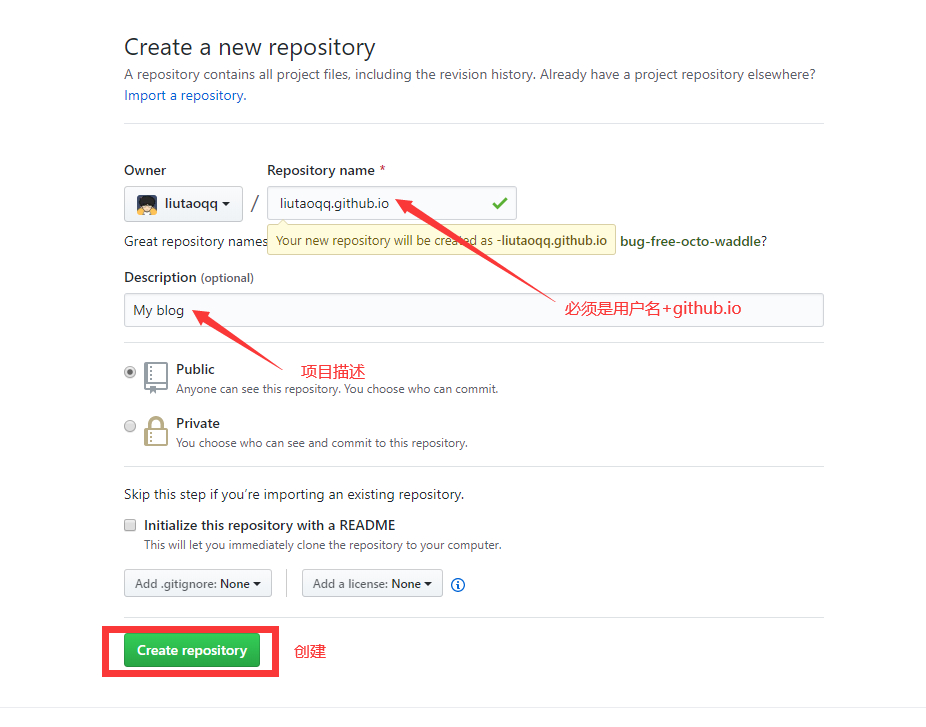 Create a new repository
A repository contains all project files, including the revision history. Already have a project repository elsewhere?
Import a repository.
Owner
Repository name *
liutaoqq
/
liutaoqq.github.io
Great repository names
Your new repository will be created as -liutaoqq.github.io
bug-free-octo-waddle?
Description (optional)
My blog
必须是用户名+github.io
Public
项目描述
Anyone can see this repository. You choose who can commit.
Private
You choose who can see and commit to this repository.
Skip this step if you’re importing an existing repository.
Initialize this repository with a README
This will let you immediately clone the repository to your computer.
Add .gitignore: None
Add a license: None
Create repository
创建